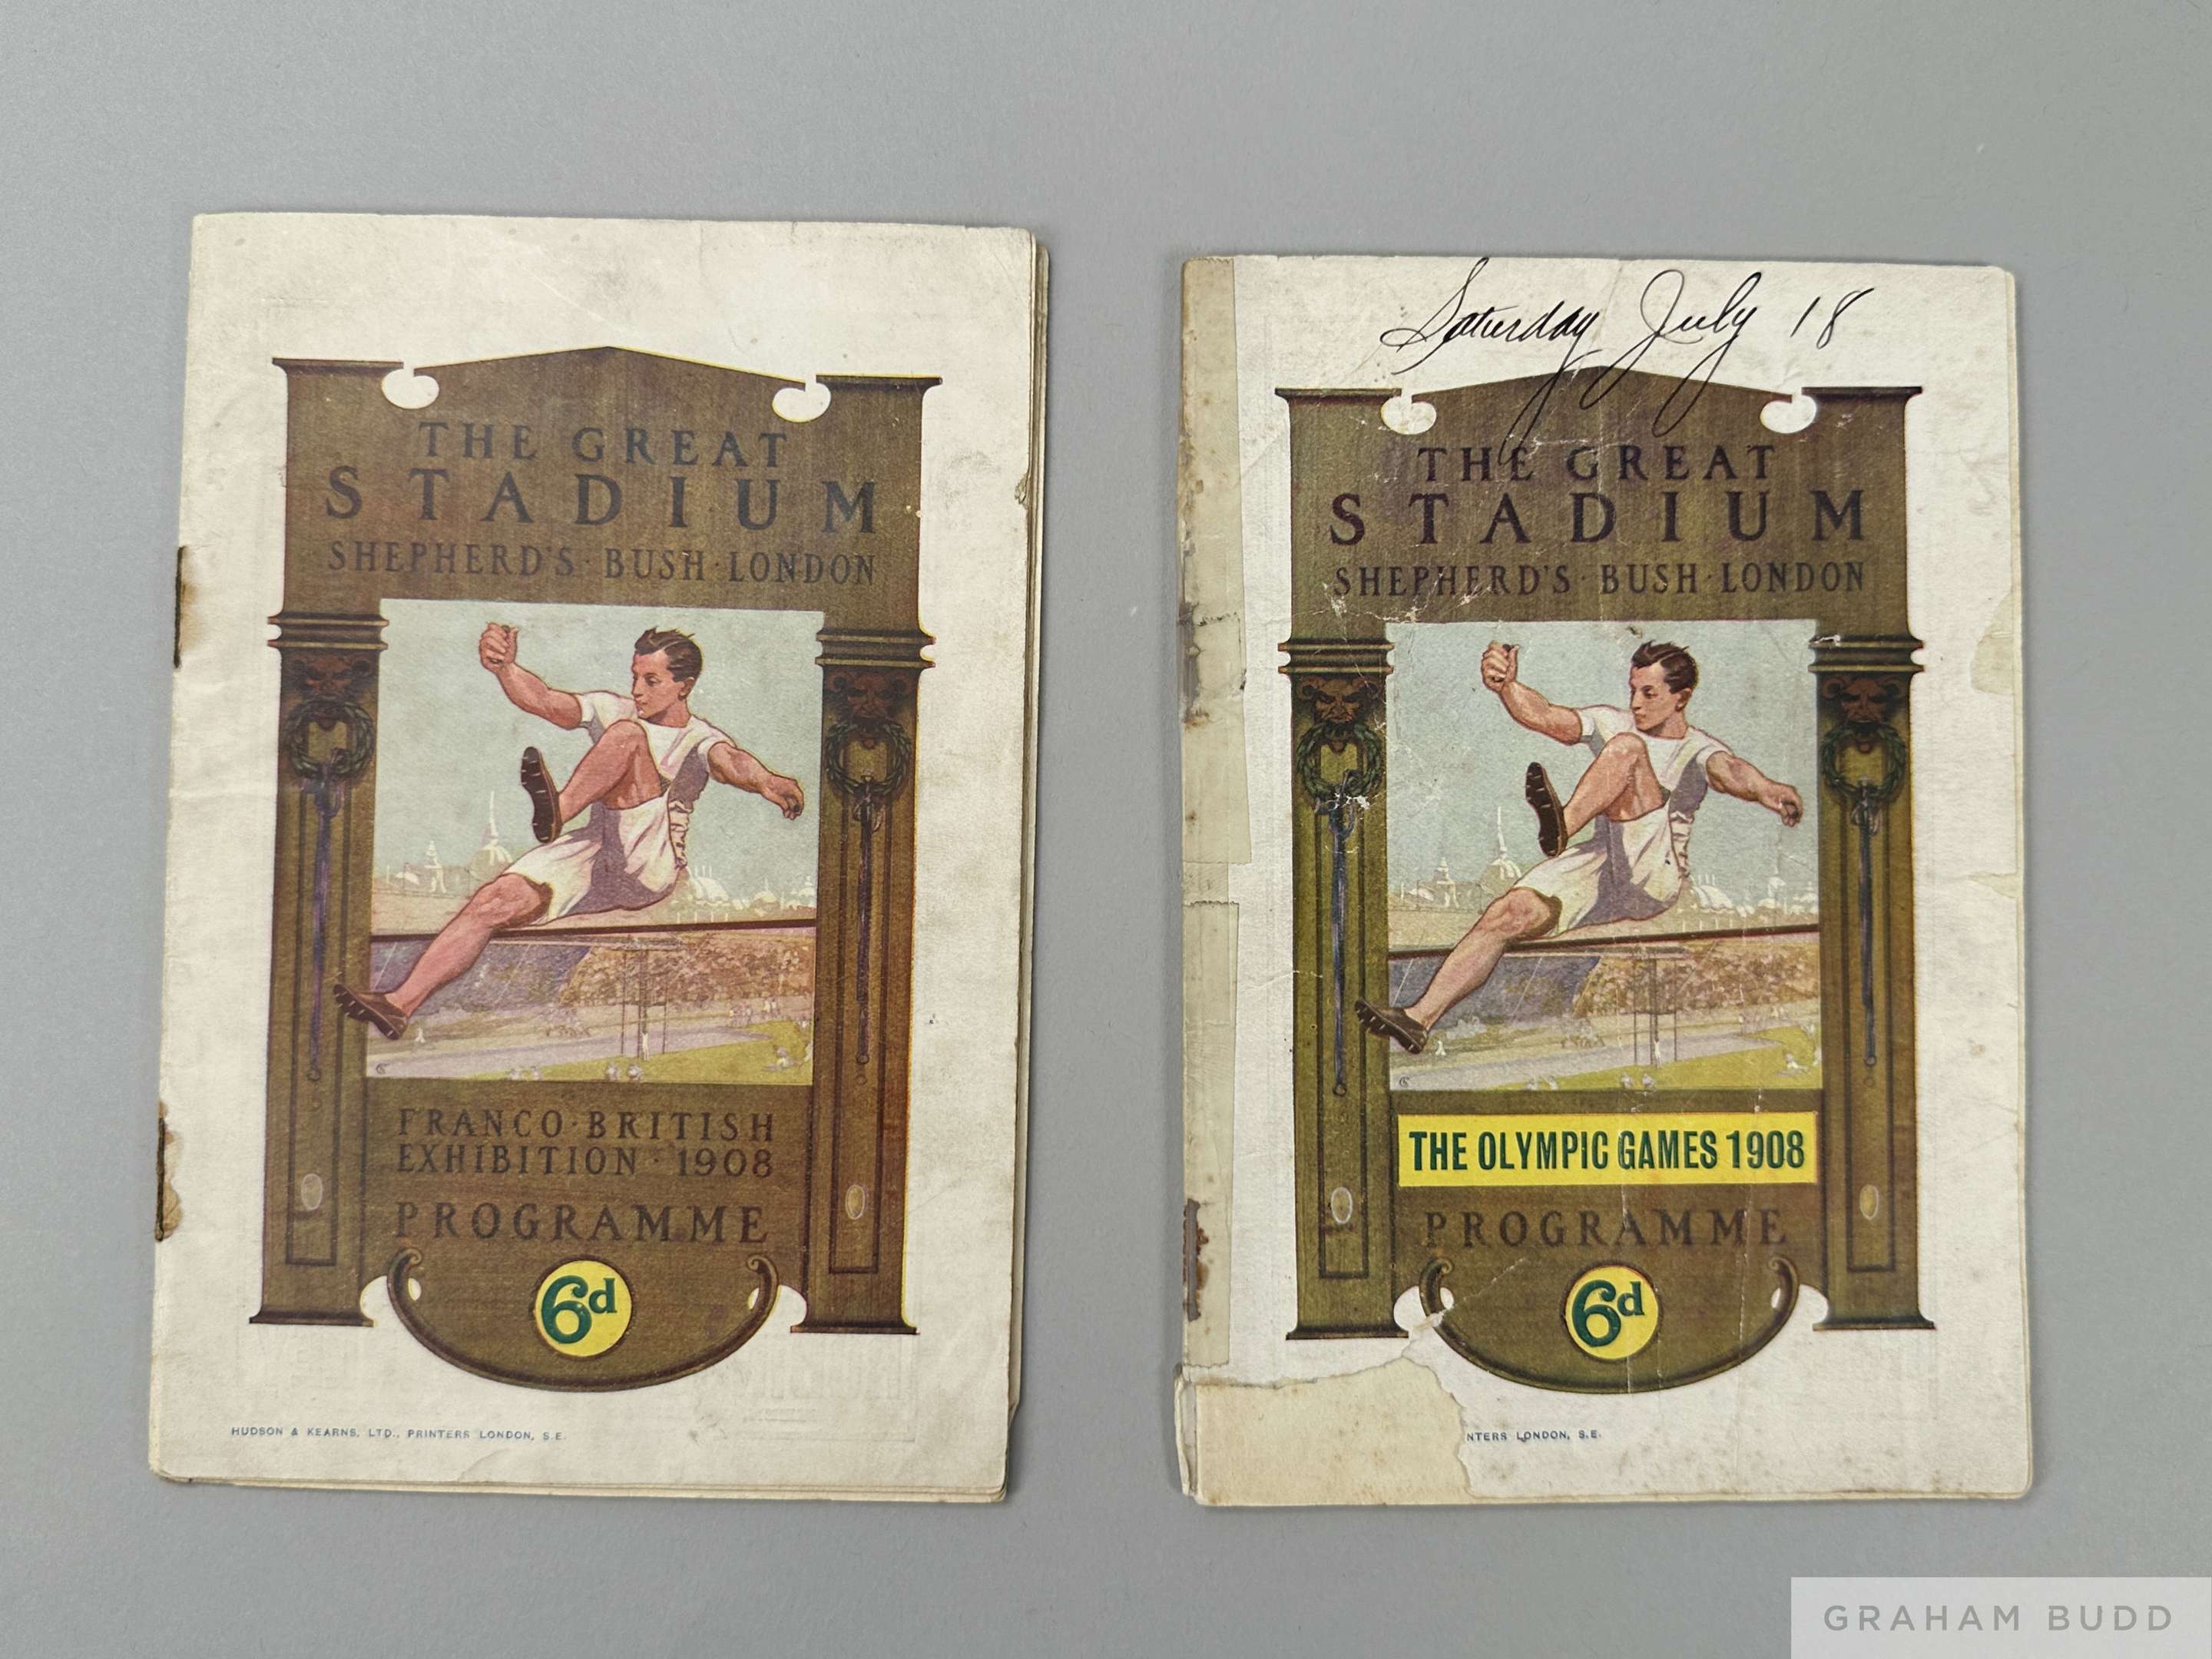 THE GREAT
STADIUM
SHEPHERD'S · BUSH · LONDON
FRANCO · BRITISH
EXHIBITION · 1908
PROGRAMME
6d
HUDSON & KEARNS, LTD., PRINTERS LONDON, S.E.
Saturday July 18
THE GREAT
STADIUM
SHEPHERD'S · BUSH · LONDON
THE OLYMPIC GAMES 1908
PROGRAMME
6d
NTERS LONDON, S.E.
GRAHAM BUDD